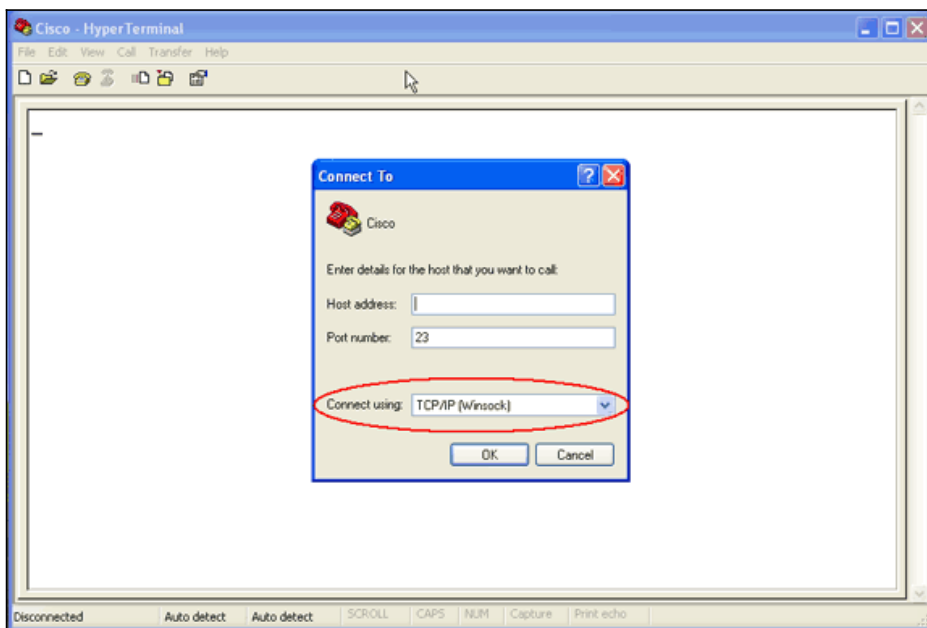 Cisco - HyperTerminal
File Edit View Call Transfer Help
Connect To
Cisco
Enter details for the host that you want to call:
Host address:
Port number: 23
Connect using: TCP/IP (Winsock)
OK Cancel
Disconnected Auto detect Auto detect SCROLL CAPS NUM Capture Print echo